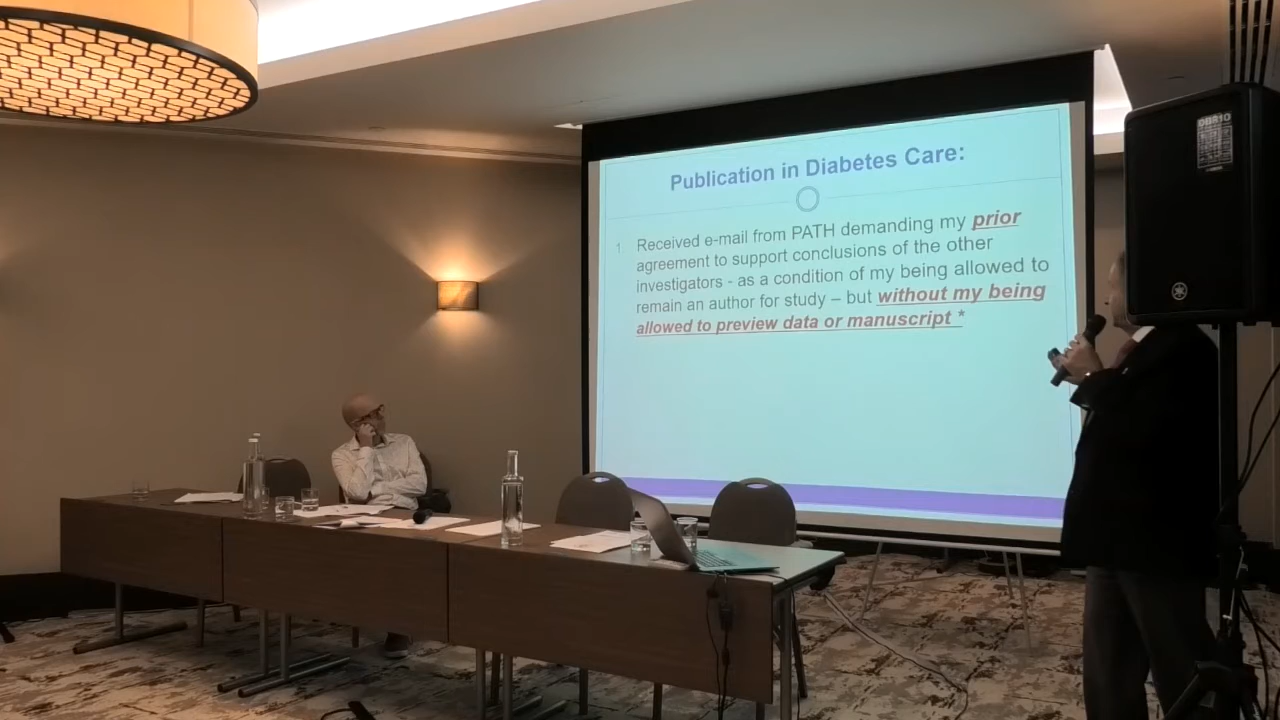 Publication in Diabetes Care:
1. Received e-mail from PATH demanding my prior
agreement to support conclusions of the other
investigators - as a condition of my being allowed to
remain an author for study – but without my being
allowed to preview data or manuscript *
DBR10